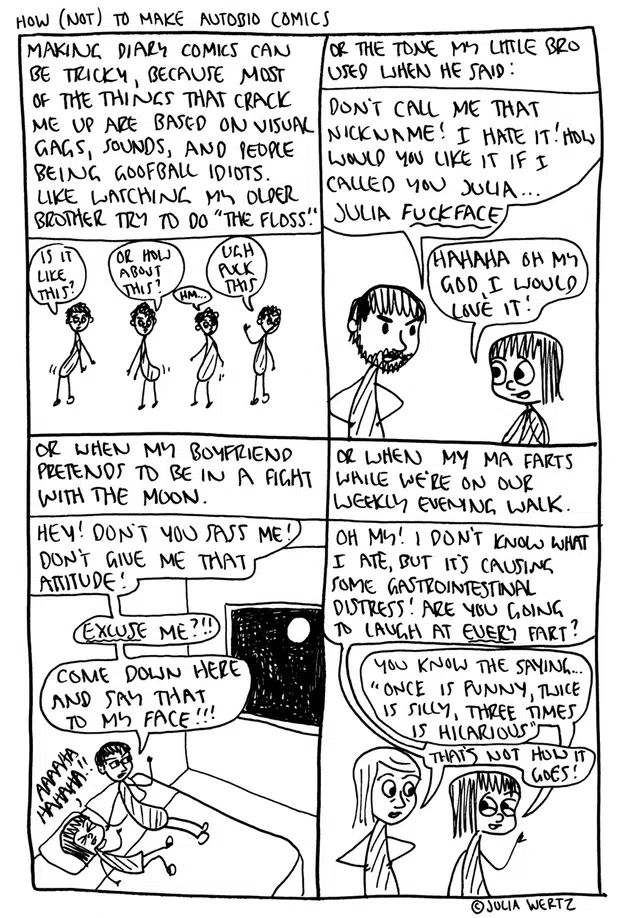 HOW (NOT) TO MAKE AUTOBIO COMICS
MAKING DIARY COMICS CAN
BE TRICKY, BECAUSE MOST
OF THE THINGS THAT CRACK
ME UP ARE BASED ON VISUAL
GAGS, SOUNDS, AND PEOPLE
BEING GOOFBALL IDIOTS.
LIKE WATCHING MY OLDER
BROTHER TRY TO DO "THE FLOSS."
IS IT
LIKE
THIS?
OR HOW
ABOUT
THIS?
HM...
UGH
FUCK
THIS
OR THE TONE MY LITTLE BRO
USED WHEN HE SAID:
DON'T CALL ME THAT
NICKNAME! I HATE IT! HOW
WOULD YOU LIKE IT IF I
CALLED YOU JULIA...
JULIA FUCKFACE
HAHAHA OH MY
GOD, I WOULD
LOVE IT!
OR WHEN MY BOYFRIEND
PRETENDS TO BE IN A FIGHT
WITH THE MOON.
HEY! DON'T YOU SASS ME!
DON'T GIVE ME THAT
ATTITUDE!
EXCUSE ME?!!
COME DOWN HERE
AND SAY THAT
TO MY FACE!!!
AAAAHA
HAHAHA!!
OR WHEN MY MA FARTS
WHILE WE'RE ON OUR
WEEKLY EVENING WALK.
OH MY! I DON'T KNOW WHAT
I ATE, BUT IT'S CAUSING
SOME GASTROINTESTINAL
DISTRESS! ARE YOU GOING
TO LAUGH AT EVERY FART?
YOU KNOW THE SAYING...
"ONCE IS FUNNY, TWICE
IS SILLY, THREE TIMES
IS HILARIOUS"
THAT'S NOT HOW IT
GOES!
©JULIA WERTZ